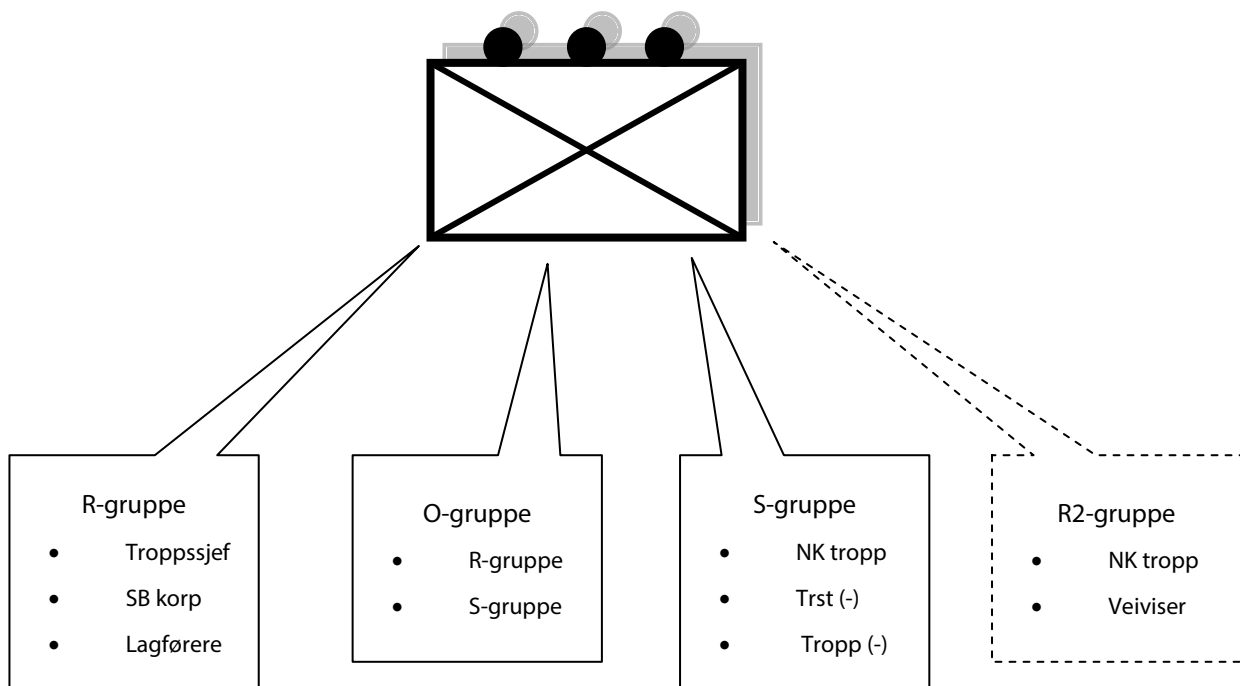 R-gruppe
• Troppssjef
• SB korp
• Lagførere
O-gruppe
• R-gruppe
• S-gruppe
S-gruppe
• NK tropp
• Trst (-)
• Tropp (-)
R2-gruppe
• NK tropp
• Veiviser